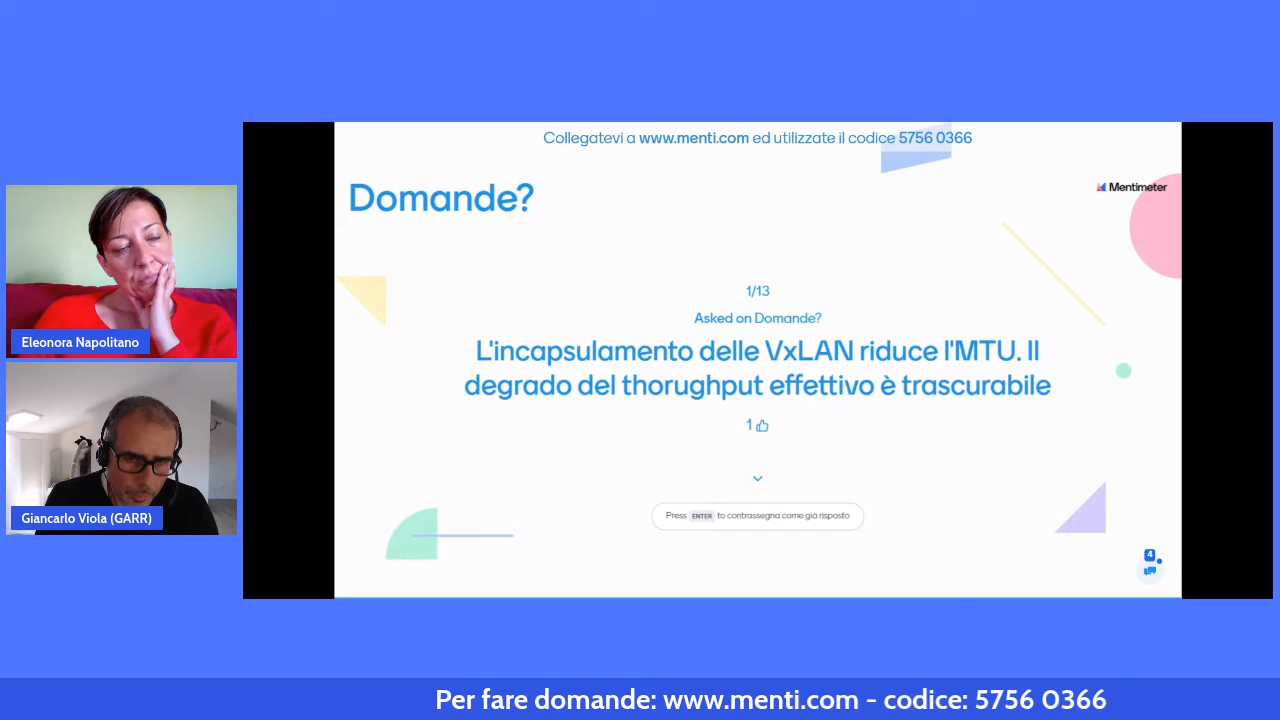 Collegatevi a www.menti.com ed utilizzate il codice 5756 0366
Domande?
Mentimeter
1/13
Asked on Domande?
L'incapsulamento delle VxLAN riduce l'MTU. Il
degrado del thorughput effettivo è trascurabile
1
Press ENTER to contrassegna come già risposto
4
Eleonora Napolitano
Giancarlo Viola (GARR)
Per fare domande: www.menti.com - codice: 5756 0366